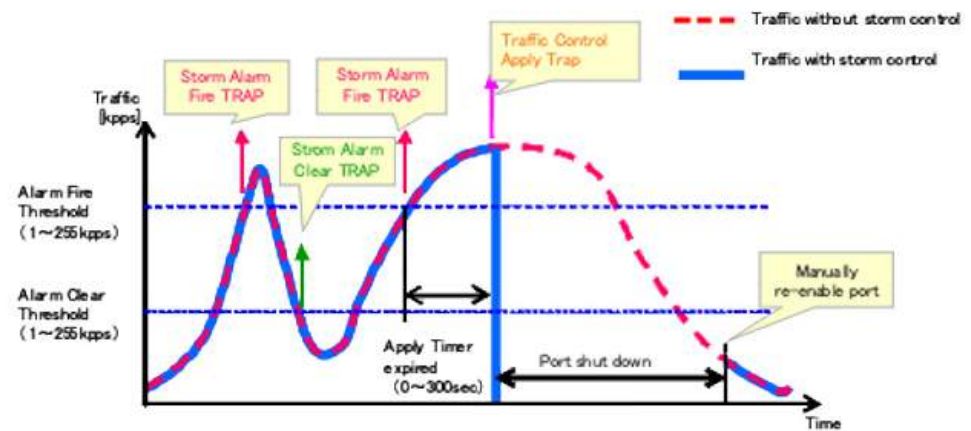 Traffic without storm control
Traffic with storm control
Traffic Control
Apply Trap
Storm Alarm
Fire TRAP
Storm Alarm
Fire TRAP
Strom Alarm
Clear TRAP
Traffic
[kpps]
Alarm Fire
Threshold
(1～255kpps)
Alarm Clear
Threshold
(1～255kpps)
Manually
re-enable port
Apply Timer
expired
(0～300sec)
Port shut down
Time